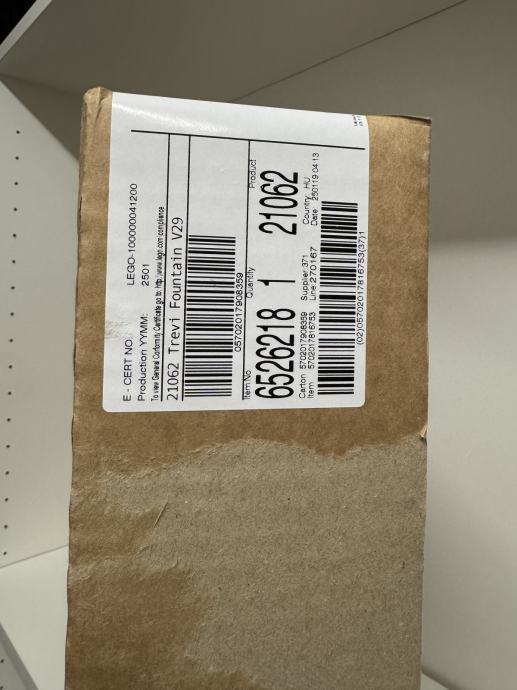 E - CERT NO.: LEGO-100000041200
Production YYMM: 2501
To view General Conformity Certificate go to: http://www.lego.com/compliance
21062 Trevi Fountain V29
05702017908359
Item No Quantity Product
6526218 1 21062
Carton 5702017908359 Supplier 371 Country: HU
Item 5702017816753 Line: 270167 Date: 250119 04:13
(02)05702017816753(37)1